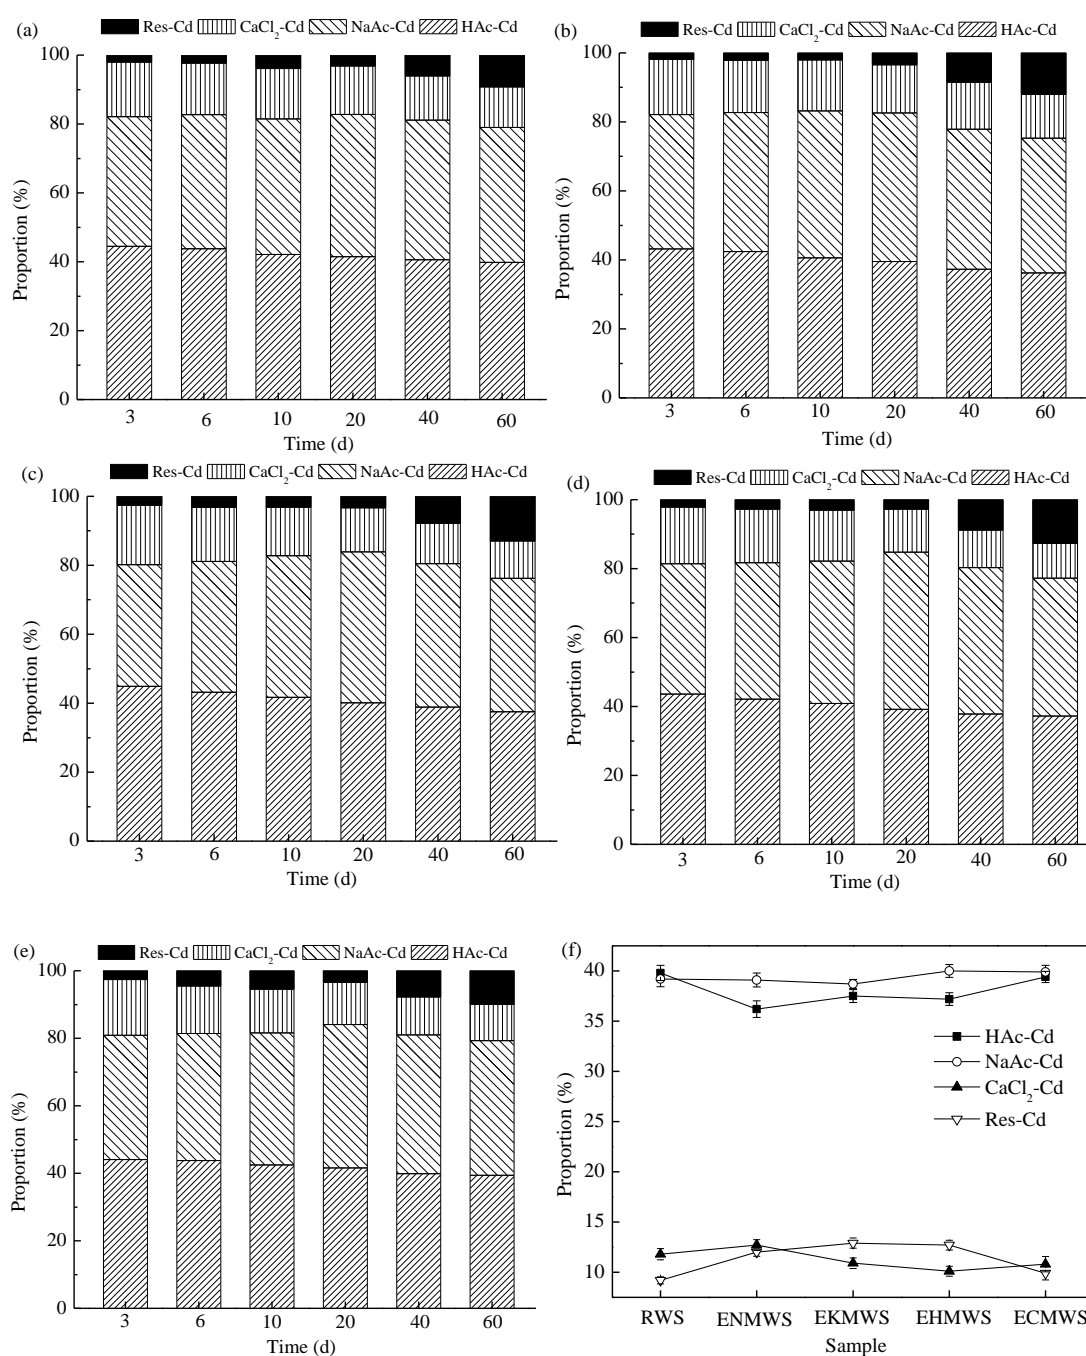 (a)
Res-Cd CaCl2-Cd NaAc-Cd HAc-Cd
100
80
60
40
20
0
Proportion (%)
3 6 10 20 40 60
Time (d)
(b)
Res-Cd CaCl2-Cd NaAc-Cd HAc-Cd
100
80
60
40
20
0
Proportion (%)
3 6 10 20 40 60
Time (d)
(c)
Res-Cd CaCl2-Cd NaAc-Cd HAc-Cd
100
80
60
40
20
0
Proportion (%)
3 6 10 20 40 60
Time (d)
(d)
Res-Cd CaCl2-Cd NaAc-Cd HAc-Cd
100
80
60
40
20
0
Proportion (%)
3 6 10 20 40 60
Time (d)
(e)
Res-Cd CaCl2-Cd NaAc-Cd HAc-Cd
100
80
60
40
20
0
Proportion (%)
3 6 10 20 40 60
Time (d)
(f)
40
35
30
25
20
15
10
Proportion (%)
HAc-Cd
NaAc-Cd
CaCl2-Cd
Res-Cd
RWS ENMWS EKMWS EHMWS ECMWS
Sample